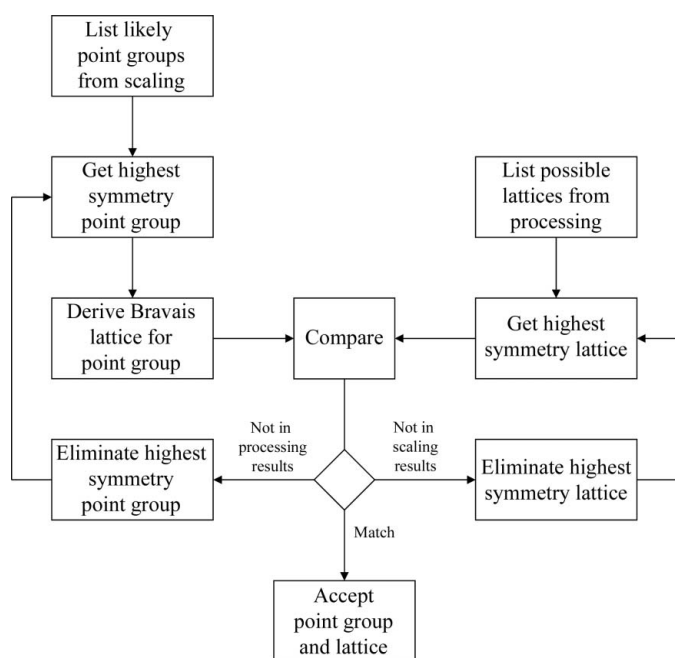 List likely
point groups
from scaling
Get highest
symmetry
point group
List possible
lattices from
processing
Derive Bravais
lattice for
point group
Compare
Get highest
symmetry lattice
Not in
processing
results
Not in
scaling
results
Eliminate highest
symmetry
point group
Eliminate highest
symmetry lattice
Match
Accept
point group
and lattice